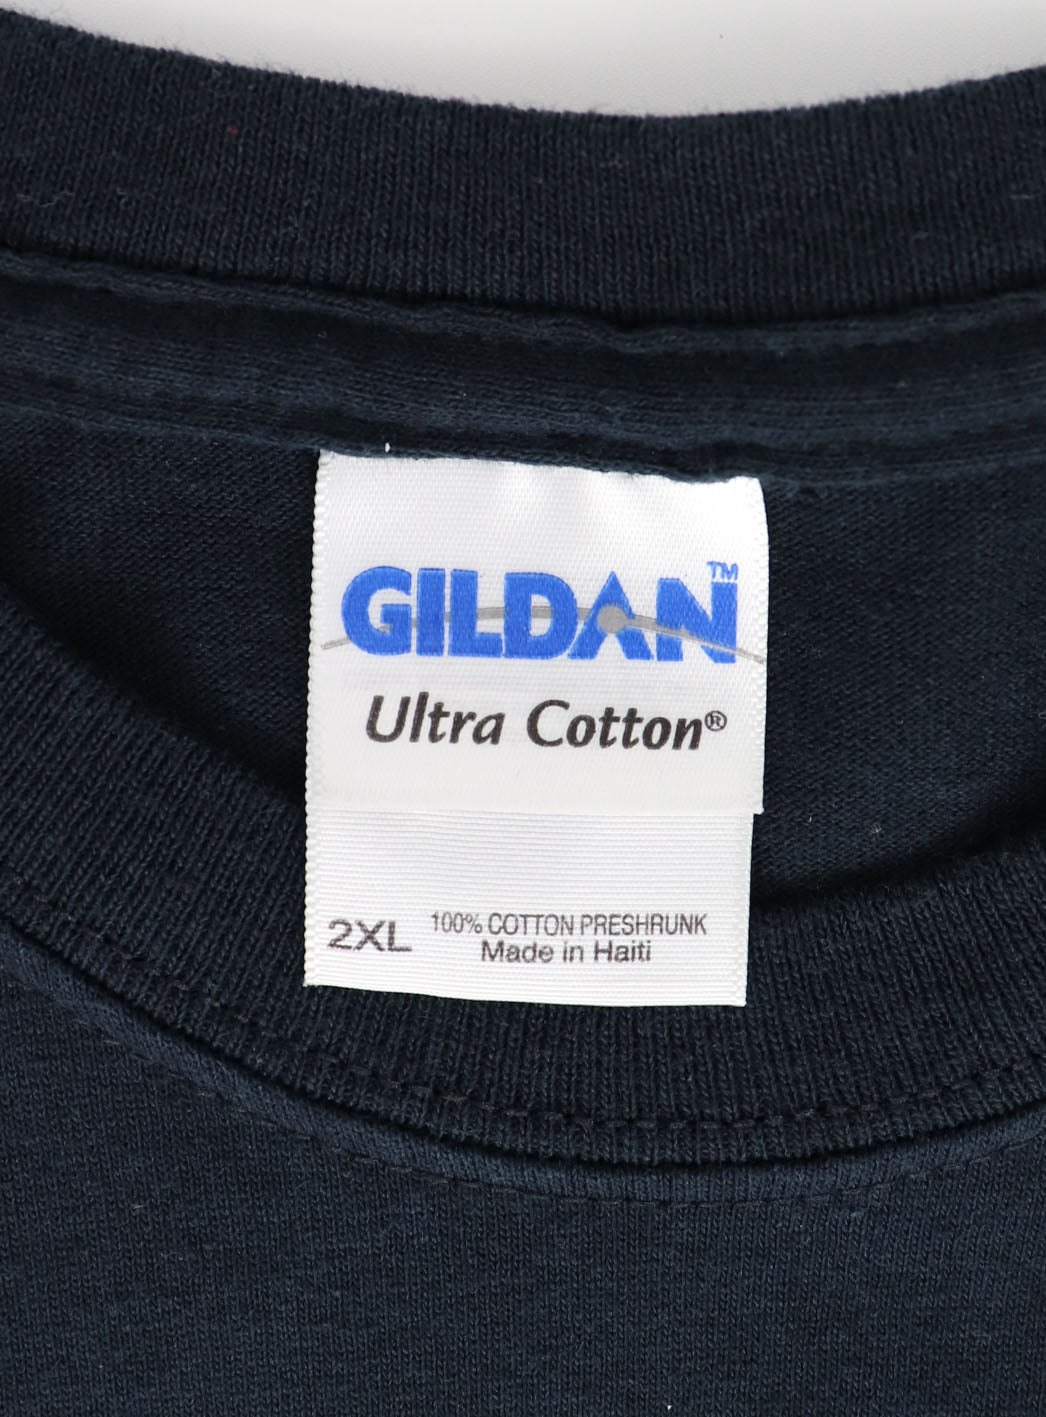 GILDAN™
Ultra Cotton®
2XL 100% COTTON PRESHRUNK
Made in Haiti